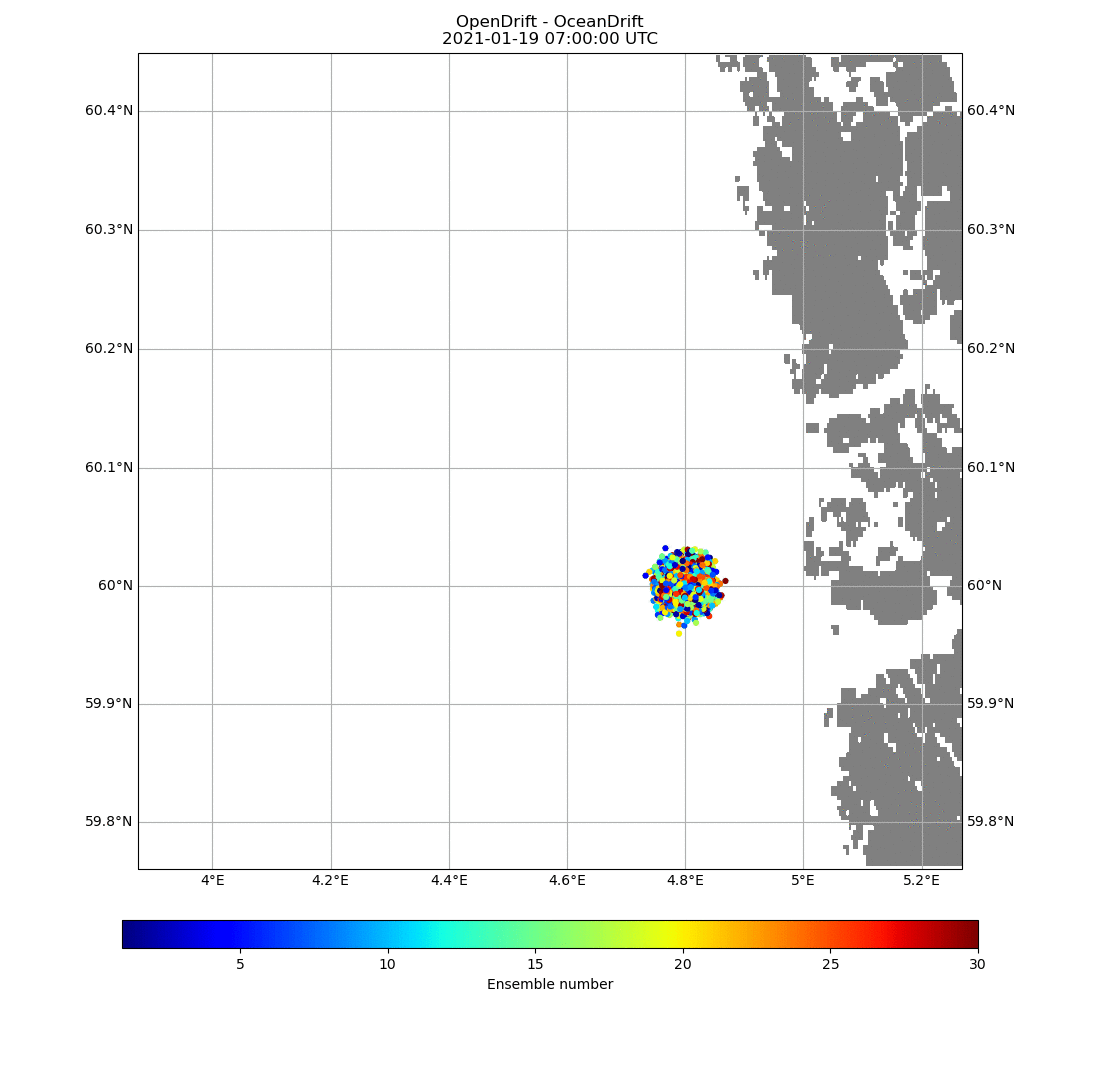 OpenDrift - OceanDrift
2021-01-19 07:00:00 UTC
60.4°N 60.4°N
60.3°N 60.3°N
60.2°N 60.2°N
60.1°N 60.1°N
60°N 60°N
59.9°N 59.9°N
59.8°N 59.8°N
4°E 4.2°E 4.4°E 4.6°E 4.8°E 5°E 5.2°E
5 10 15 20 25 30
Ensemble number